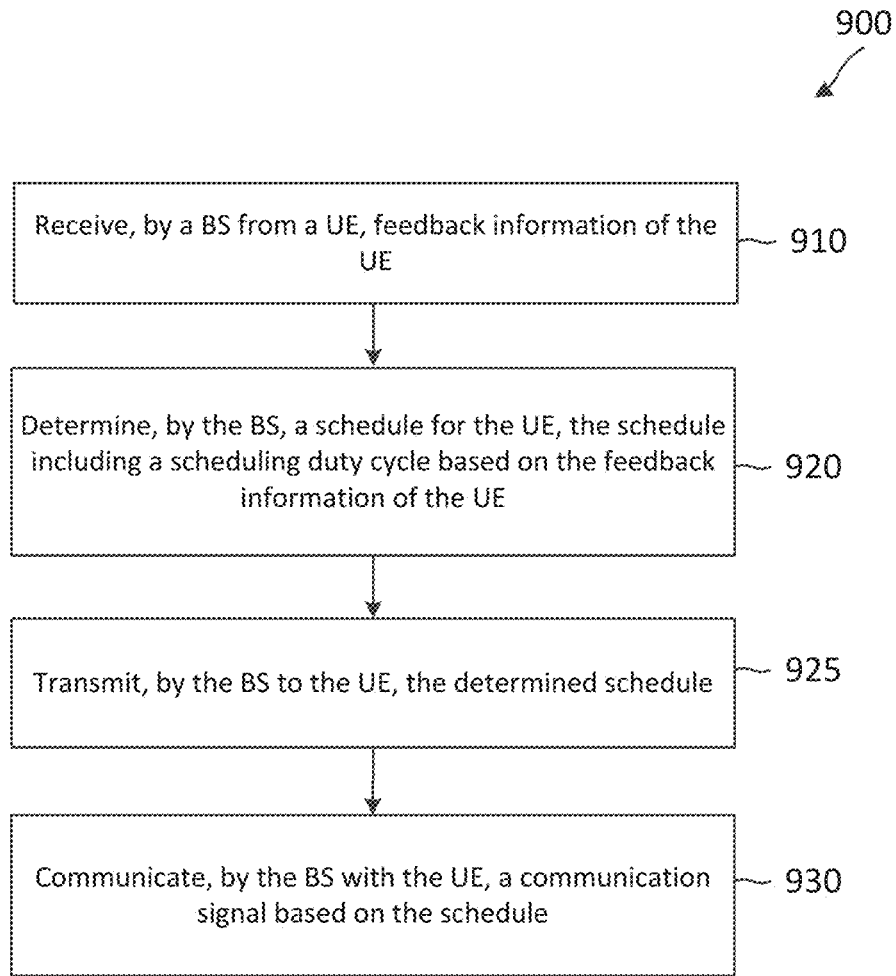 900
Receive, by a BS from a UE, feedback information of the
UE
910
Determine, by the BS, a schedule for the UE, the schedule
including a scheduling duty cycle based on the feedback
information of the UE
920
Transmit, by the BS to the UE, the determined schedule
925
Communicate, by the BS with the UE, a communication
signal based on the schedule
930